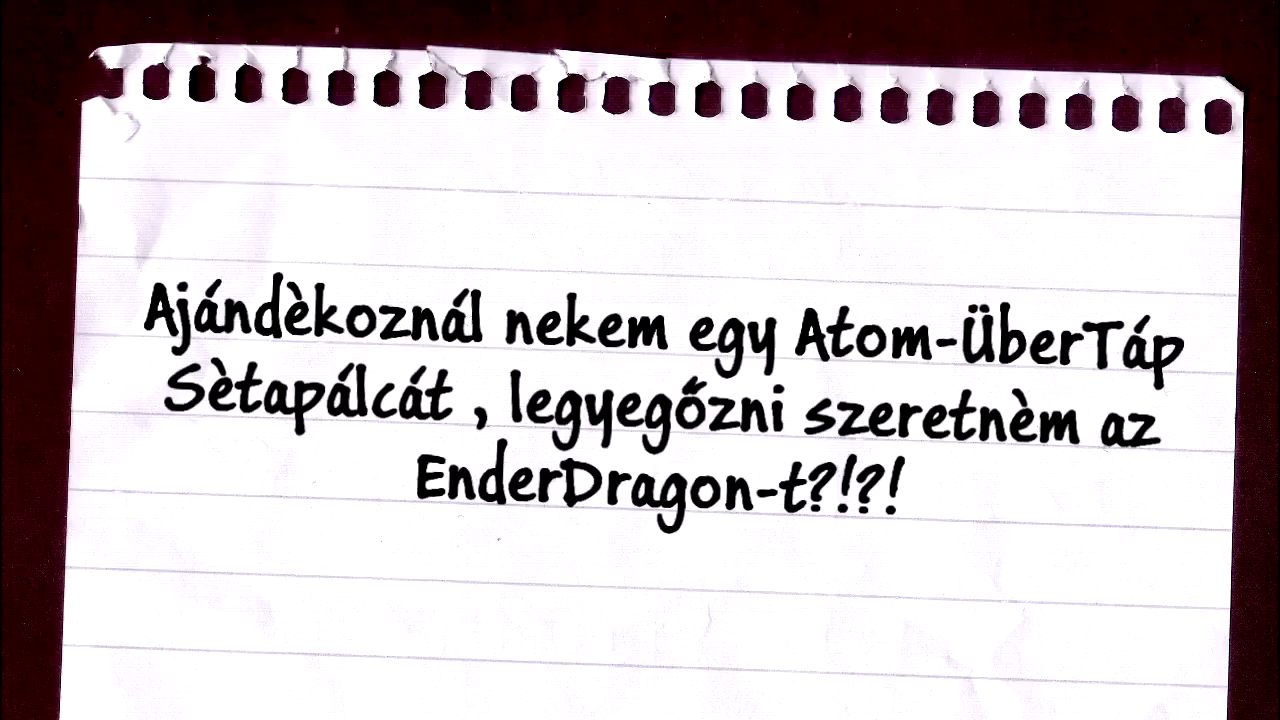 Ajándèkoznál nekem egy Atom-ÜberTáp
Sètapálcát , legyegőzni szeretnèm az
EnderDragon-t?!?!